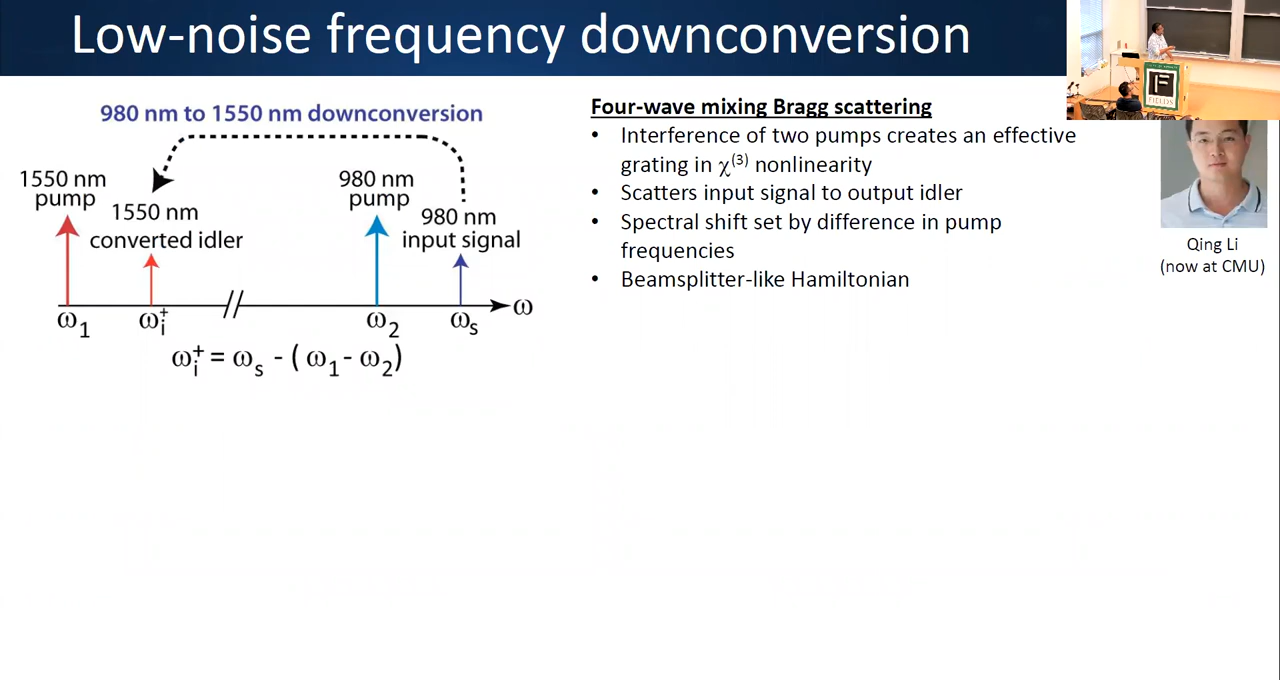 Low-noise frequency downconversion
980 nm to 1550 nm downconversion
1550 nm
pump
1550 nm
converted idler
980 nm
pump
980 nm
input signal
ω
ω1
ωi+
ω2
ωs
ωi+ = ωs - ( ω1 - ω2)
Four-wave mixing Bragg scattering
• Interference of two pumps creates an effective
grating in χ(3) nonlinearity
• Scatters input signal to output idler
• Spectral shift set by difference in pump
frequencies
• Beamsplitter-like Hamiltonian
FIELDS
Qing Li
(now at CMU)